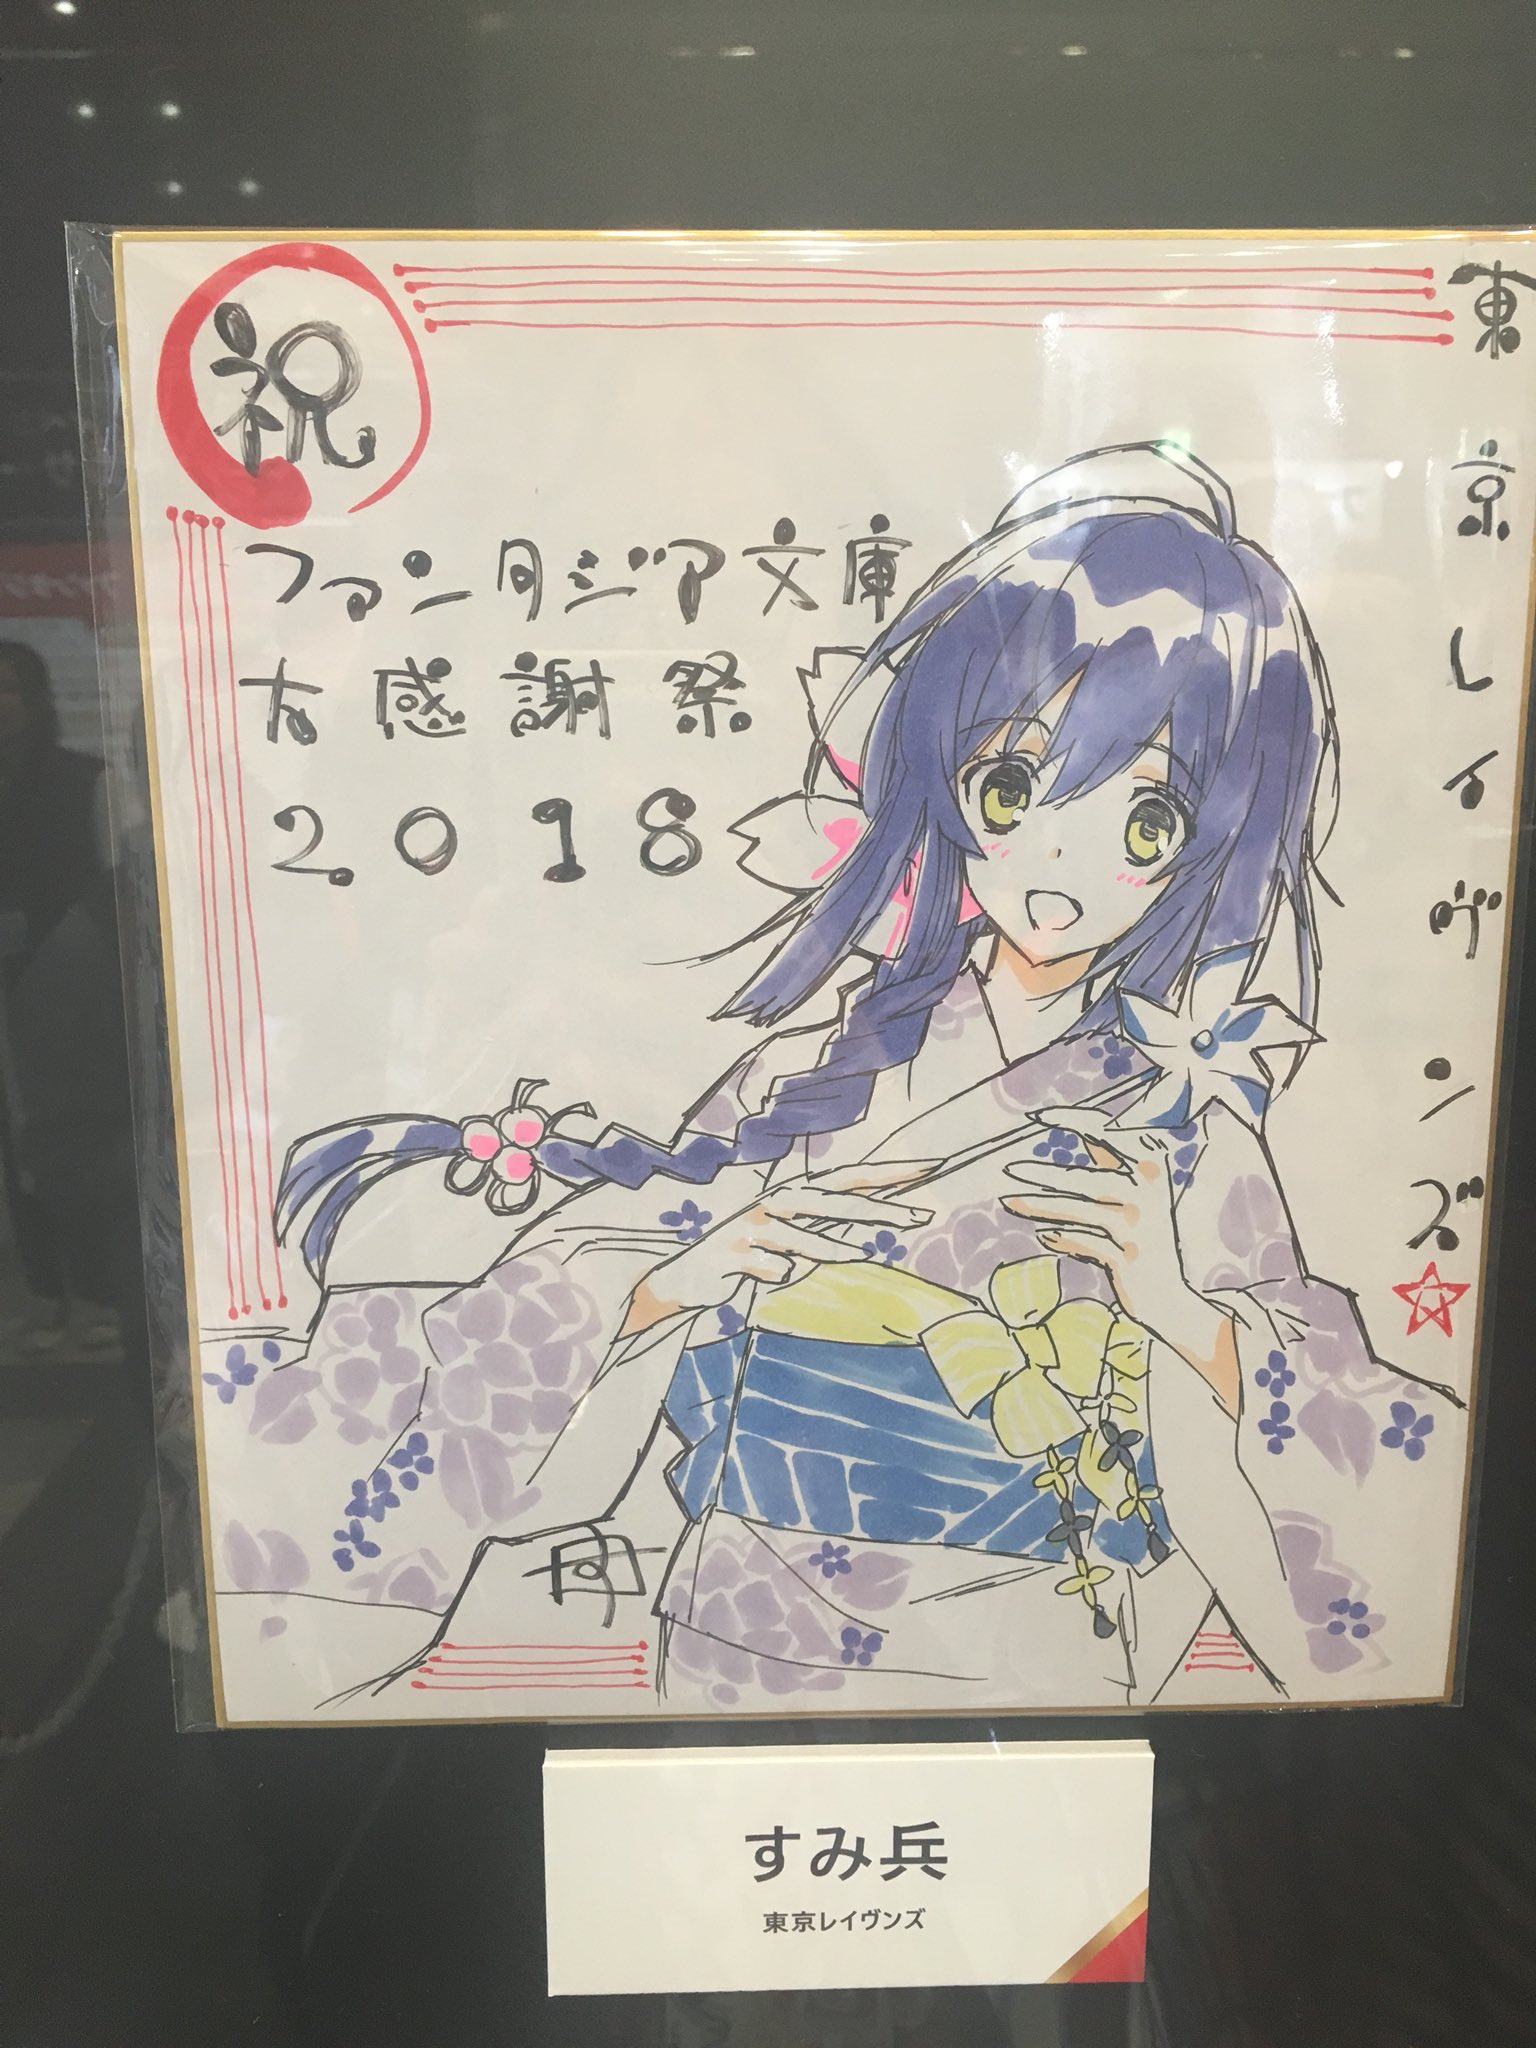 祝
ファンタジア文庫
大感謝祭
2018
東京レイヴンズ
すみ兵
東京レイヴンズ